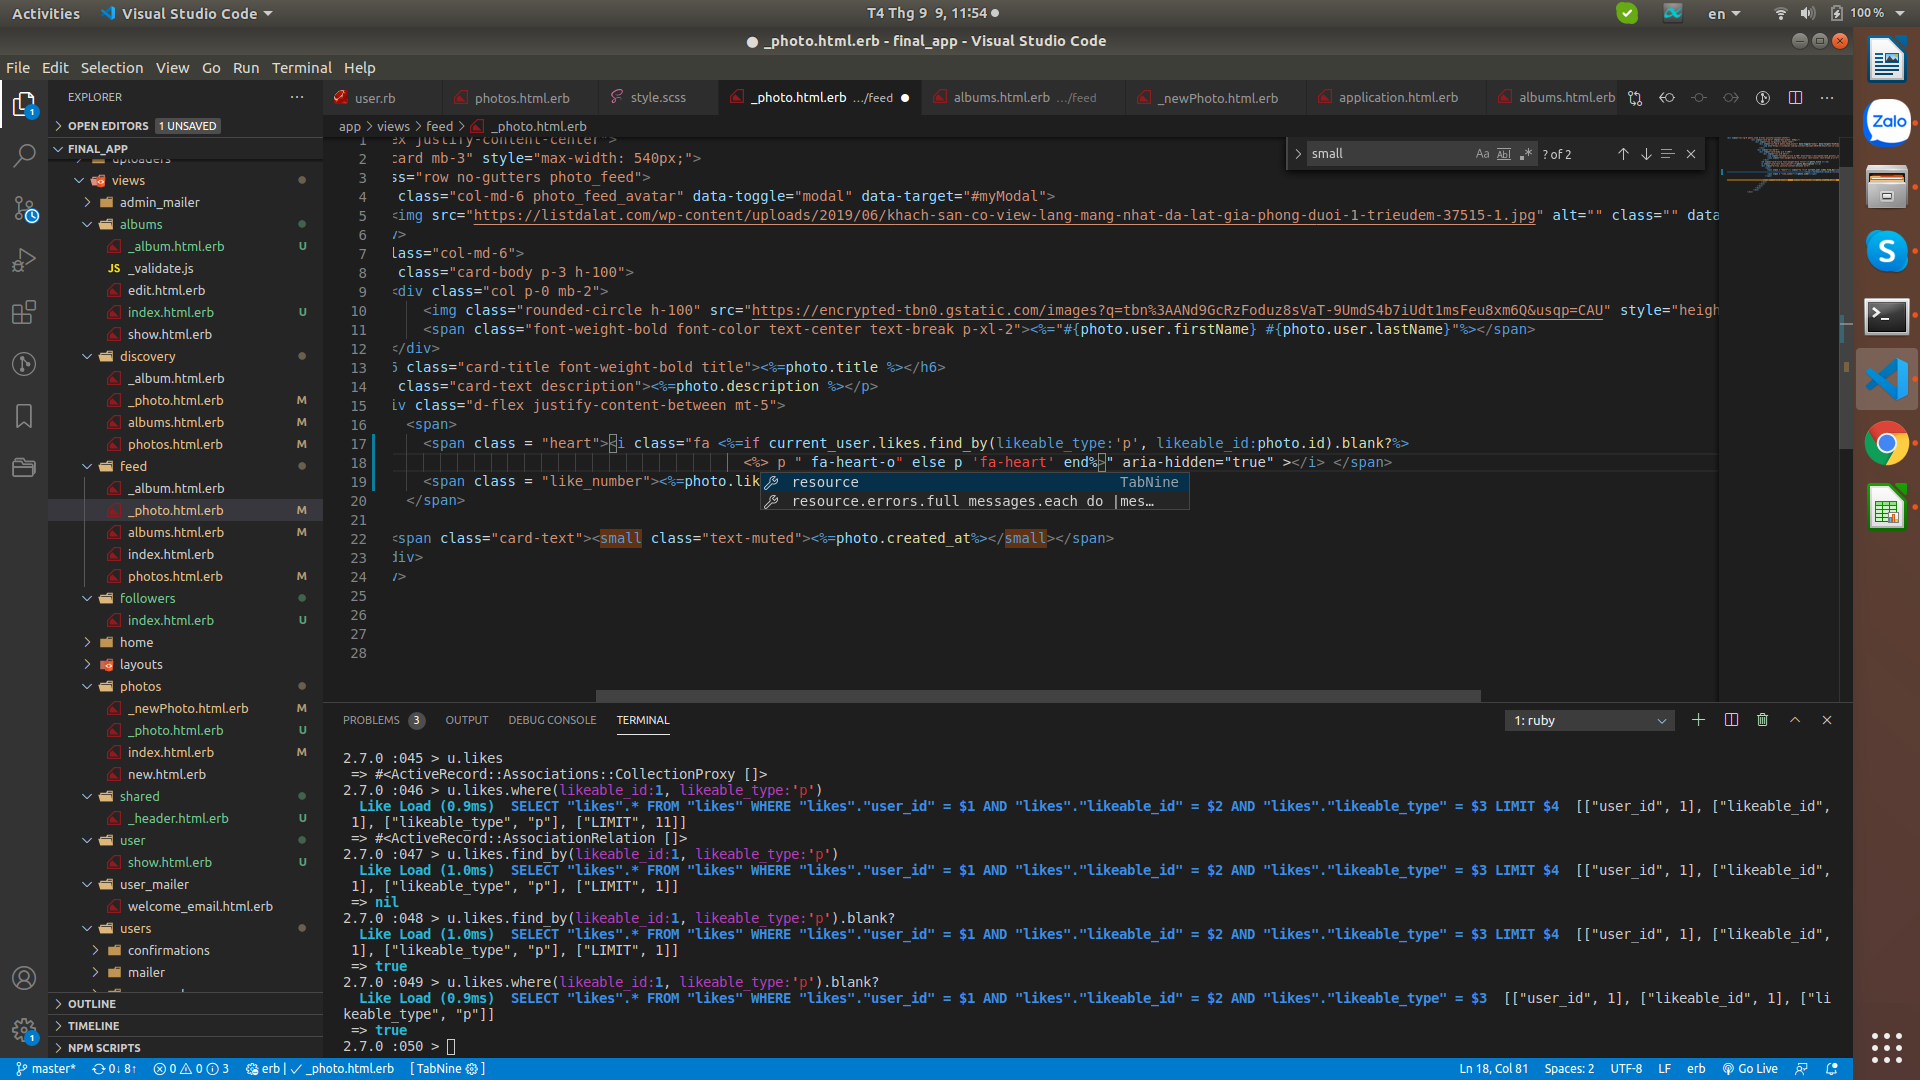 Activities Visual Studio Code T4 Thg 9 9, 11:54 en 100 %
_photo.html.erb - final_app - Visual Studio Code
File Edit Selection View Go Run Terminal Help
EXPLORER
OPEN EDITORS 1 UNSAVED
FINAL_APP
uploaders
views
admin_mailer
albums
_album.html.erb U
JS _validate.js
edit.html.erb
index.html.erb U
show.html.erb
discovery
_album.html.erb
_photo.html.erb M
albums.html.erb M
photos.html.erb M
feed
_album.html.erb
_photo.html.erb M
albums.html.erb M
index.html.erb
photos.html.erb M
followers
index.html.erb U
home
layouts
photos
_newPhoto.html.erb M
_photo.html.erb U
index.html.erb M
new.html.erb
shared
_header.html.erb U
user
show.html.erb U
user_mailer
welcome_email.html.erb
users
confirmations
mailer
OUTLINE
TIMELINE
NPM SCRIPTS
user.rb photos.html.erb style.scss _photo.html.erb .../feed albums.html.erb .../feed _newPhoto.html.erb application.html.erb albums.html.erb
app > views > feed > _photo.html.erb
small Aa Abl .* ? of 2
1 ex justify-content-center">
2 card mb-3" style="max-width: 540px;">
3 ss="row no-gutters photo_feed">
4 class="col-md-6 photo_feed_avatar" data-toggle="modal" data-target="#myModal">
5 <img src="https://listdalat.com/wp-content/uploads/2019/06/khach-san-co-view-lang-mang-nhat-da-lat-gia-phong-duoi-1-trieudem-37515-1.jpg" alt="" class="" data
6 />
7 lass="col-md-6">
8 class="card-body p-3 h-100">
9 <div class="col p-0 mb-2">
10 <img class="rounded-circle h-100" src="https://encrypted-tbn0.gstatic.com/images?q=tbn%3AANd9GcRzFoduz8sVaT-9UmdS4b7iUdt1msFeu8xm6Q&usqp=CAU" style="heigh
11 <span class="font-weight-bold font-color text-center text-break p-xl-2"><%="#{photo.user.firstName} #{photo.user.lastName}"%></span>
12 </div>
13 6 class="card-title font-weight-bold title"><%=photo.title %></h6>
14 class="card-text description"><%=photo.description %></p>
15 iv class="d-flex justify-content-between mt-5">
16 <span>
17 <span class = "heart"><i class="fa <%=if current_user.likes.find_by(likeable_type:'p', likeable_id:photo.id).blank?%>
18 <%> p " fa-heart-o" else p 'fa-heart' end%>" aria-hidden="true" ></i> </span>
19 <span class = "like_number"><%=photo.lik
20 </span>
21
22 <span class="card-text"><small class="text-muted"><%=photo.created_at%></small></span>
23 div>
24 />
25
26
27
28
resource TabNine
resource.errors.full_messages.each do |mes…
PROBLEMS 3 OUTPUT DEBUG CONSOLE TERMINAL 1: ruby
2.7.0 :045 > u.likes
=> #<ActiveRecord::Associations::CollectionProxy []>
2.7.0 :046 > u.likes.where(likeable_id:1, likeable_type:'p')
Like Load (0.9ms) SELECT "likes".* FROM "likes" WHERE "likes"."user_id" = $1 AND "likes"."likeable_id" = $2 AND "likes"."likeable_type" = $3 LIMIT $4 [["user_id", 1], ["likeable_id",
1], ["likeable_type", "p"], ["LIMIT", 11]]
=> #<ActiveRecord::AssociationRelation []>
2.7.0 :047 > u.likes.find_by(likeable_id:1, likeable_type:'p')
Like Load (1.0ms) SELECT "likes".* FROM "likes" WHERE "likes"."user_id" = $1 AND "likes"."likeable_id" = $2 AND "likes"."likeable_type" = $3 LIMIT $4 [["user_id", 1], ["likeable_id",
1], ["likeable_type", "p"], ["LIMIT", 1]]
=> nil
2.7.0 :048 > u.likes.find_by(likeable_id:1, likeable_type:'p').blank?
Like Load (1.0ms) SELECT "likes".* FROM "likes" WHERE "likes"."user_id" = $1 AND "likes"."likeable_id" = $2 AND "likes"."likeable_type" = $3 LIMIT $4 [["user_id", 1], ["likeable_id",
1], ["likeable_type", "p"], ["LIMIT", 1]]
=> true
2.7.0 :049 > u.likes.where(likeable_id:1, likeable_type:'p').blank?
Like Load (0.9ms) SELECT "likes".* FROM "likes" WHERE "likes"."user_id" = $1 AND "likes"."likeable_id" = $2 AND "likes"."likeable_type" = $3 [["user_id", 1], ["likeable_id", 1], ["li
keable_type", "p"]]
=> true
2.7.0 :050 >
master* 0↓ 8↑ 0 0 3 erb | ✓ _photo.html.erb [ TabNine ] Ln 18, Col 81 Spaces: 2 UTF-8 LF erb Go Live
Zalo